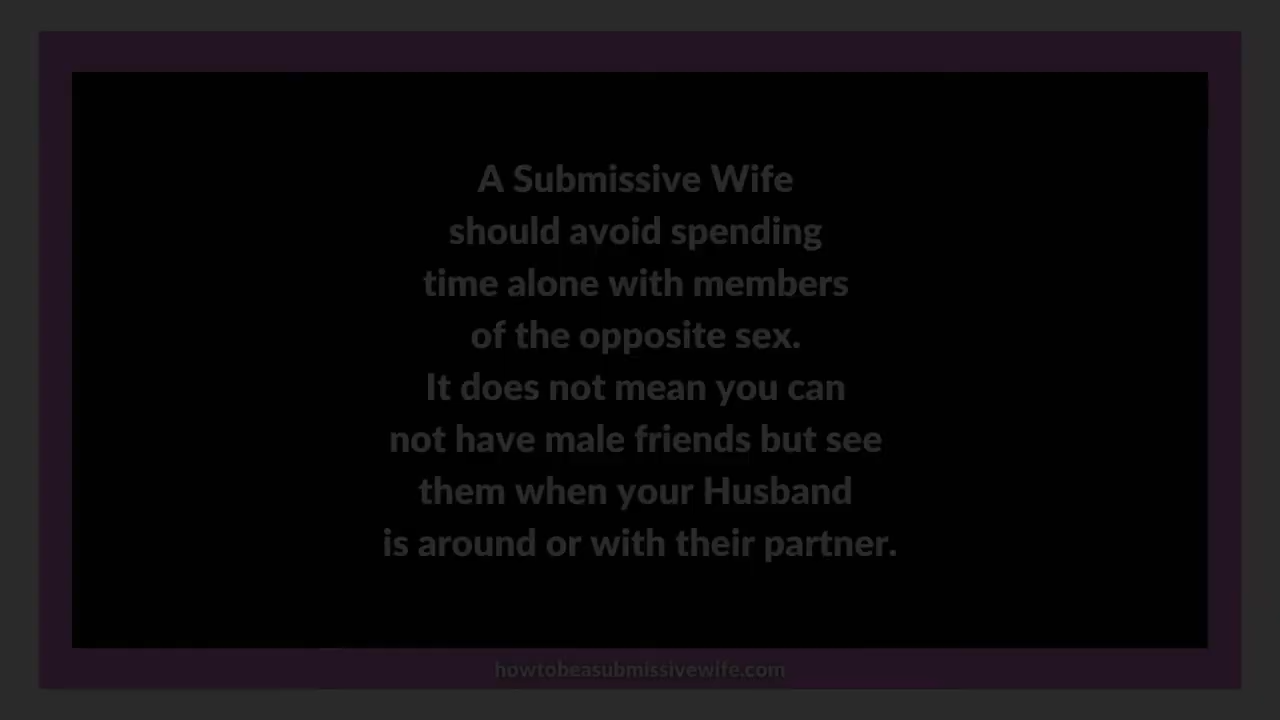 A Submissive Wife
should avoid spending
time alone with members
of the opposite sex.
It does not mean you can
not have male friends but see
them when your Husband
is around or with their partner.
howtobeasubmissivewife.com